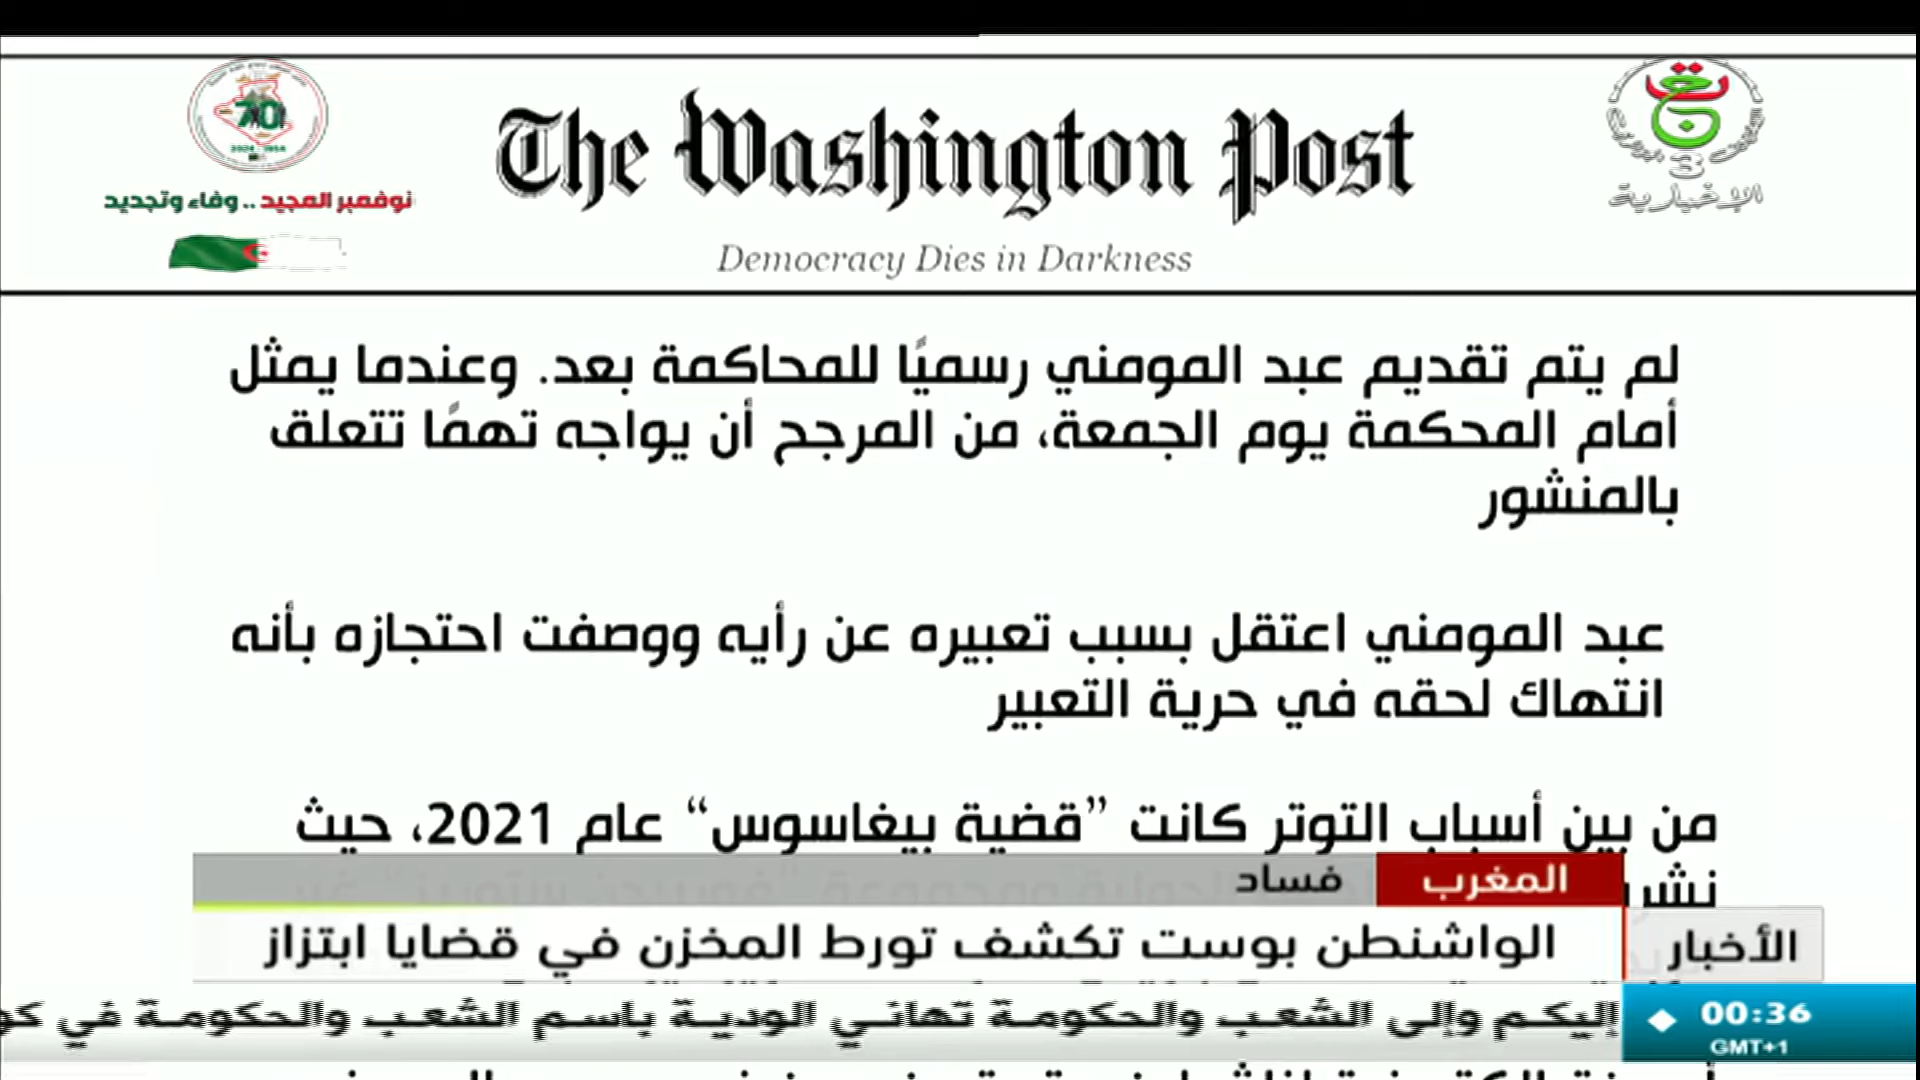 The Washington Post
Democracy Dies in Darkness
70
نوفمبر المجيد .. وفاء وتجديد
3
الإخبارية
لم يتم تقديم عبد المومني رسميًا للمحاكمة بعد. وعندما يمثل
أمام المحكمة يوم الجمعة، من المرجح أن يواجه تهمًا تتعلق
بالمنشور
عبد المومني اعتقل بسبب تعبيره عن رأيه ووصفت احتجازه بأنه
انتهاك لحقه في حرية التعبير
من بين أسباب التوتر كانت ”قضية بيغاسوس“ عام 2021، حيث
المغرب
فساد
الأخبار
الواشنطن بوست تكشف تورط المخزن في قضايا ابتزاز
إليكم وإلى الشعب والحكومة تهاني الودية باسم الشعب والحكومة في
00:36
GMT+1